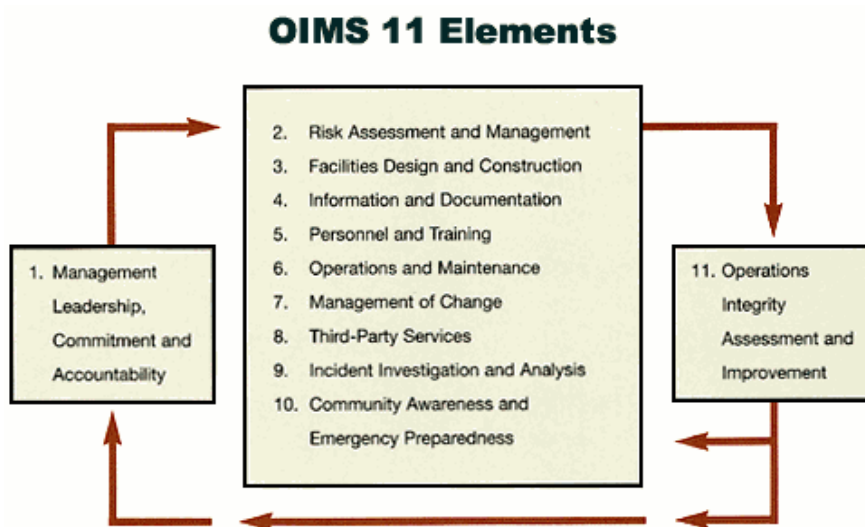 OIMS 11 Elements
1. Management
Leadership,
Commitment and
Accountability
2. Risk Assessment and Management
3. Facilities Design and Construction
4. Information and Documentation
5. Personnel and Training
6. Operations and Maintenance
7. Management of Change
8. Third-Party Services
9. Incident Investigation and Analysis
10. Community Awareness and
Emergency Preparedness
11. Operations
Integrity
Assessment and
Improvement